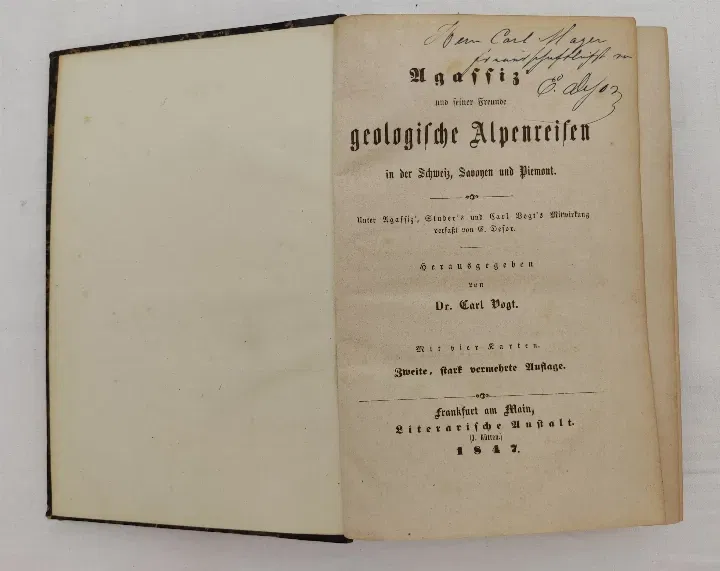 Herrn Carl Mayer
freundschaftlichst v
E. Desor
Agassiz'
und seiner Freunde
geologische Alpenreisen
in der Schweiz, Savoyen und Piemont.
Unter Agassiz', Studer's und Carl Vogt's Mitwirkung
verfaßt von E. Desor.
Herausgegeben
von
Dr. Carl Vogt.
Mit vier Karten.
Zweite, stark vermehrte Auflage.
Frankfurt am Main,
Literarische Anstalt.
(J. Rütten.)
1847.